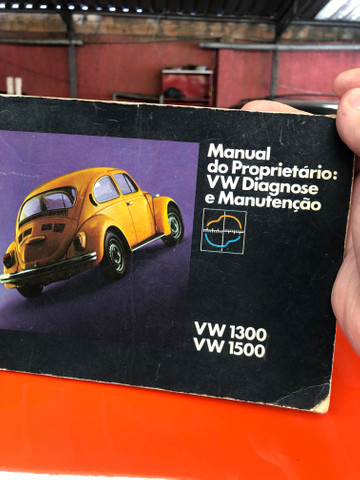 Manual
do Proprietário:
VW Diagnose
e Manutenção
VW 1300
VW 1500